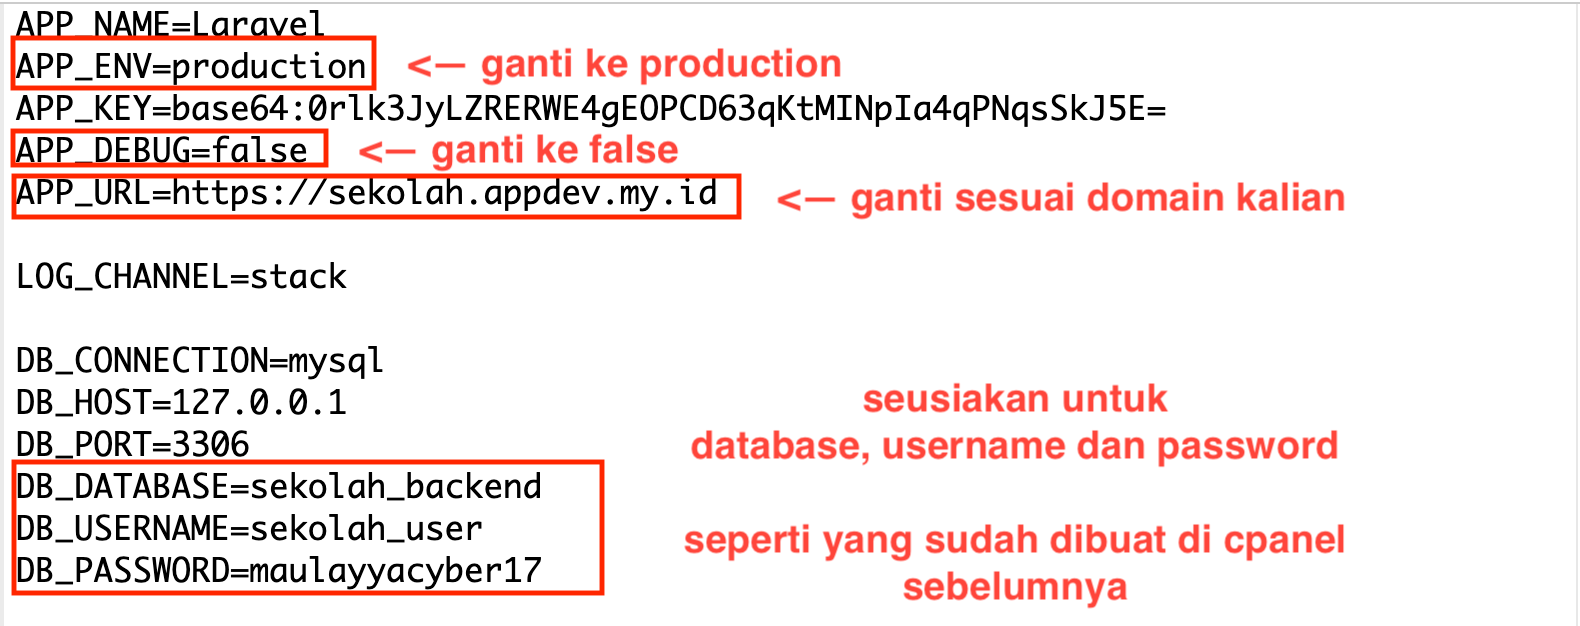 APP_NAME=Laravel
APP_ENV=production <— ganti ke production
APP_KEY=base64:0rlk3JyLZRERWE4gEOPCD63qKtMINpIa4qPNqsSkJ5E=
APP_DEBUG=false <— ganti ke false
APP_URL=https://sekolah.appdev.my.id <— ganti sesuai domain kalian
LOG_CHANNEL=stack
DB_CONNECTION=mysql
DB_HOST=127.0.0.1
DB_PORT=3306
DB_DATABASE=sekolah_backend
DB_USERNAME=sekolah_user
DB_PASSWORD=maulayyacyber17
seusiakan untuk
database, username dan password
seperti yang sudah dibuat di cpanel
sebelumnya